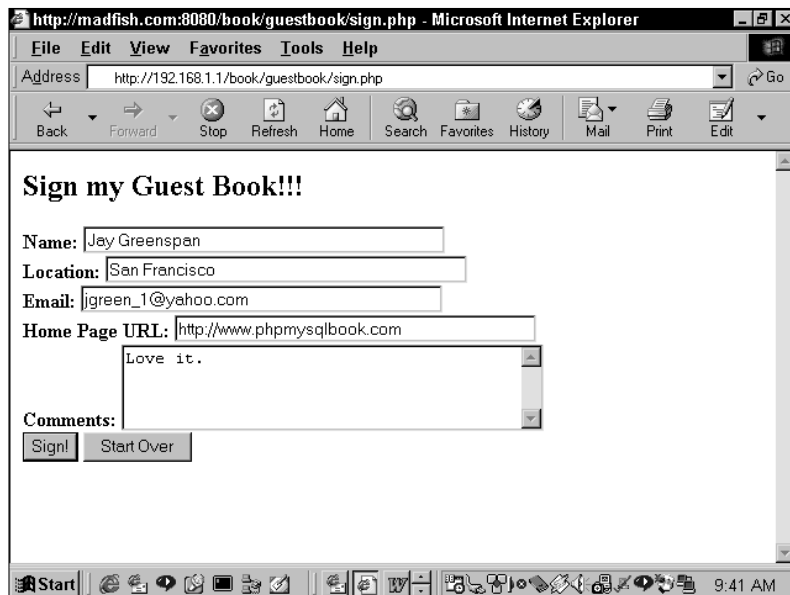 http://madfish.com:8080/book/guestbook/sign.php - Microsoft Internet Explorer
File Edit View Favorites Tools Help
Address http://192.168.1.1/book/guestbook/sign.php Go
Back Forward Stop Refresh Home Search Favorites History Mail Print Edit
Sign my Guest Book!!!
Name: Jay Greenspan
Location: San Francisco
Email: jgreen_1@yahoo.com
Home Page URL: http://www.phpmysqlbook.com
Comments: Love it.
Sign! Start Over
Start 9:41 AM